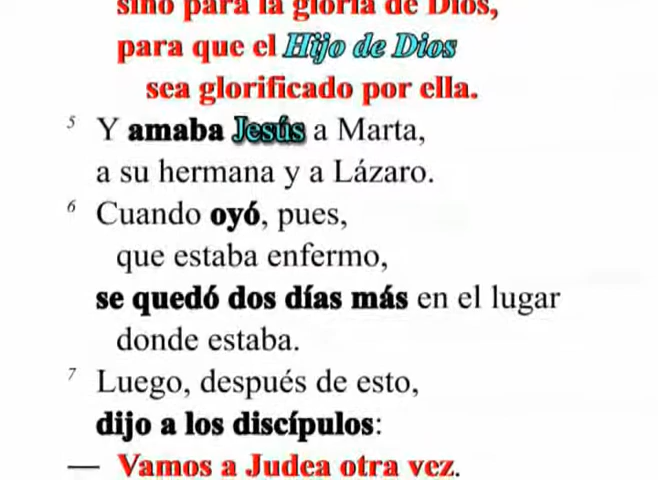 sino para la gloria de Dios,
para que el Hijo de Dios
sea glorificado por ella.
5 Y amaba Jesús a Marta,
a su hermana y a Lázaro.
6 Cuando oyó, pues,
que estaba enfermo,
se quedó dos días más en el lugar
donde estaba.
7 Luego, después de esto,
dijo a los discípulos:
— Vamos a Judea otra vez.